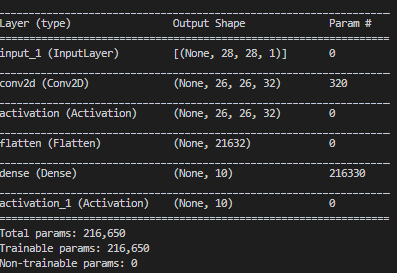 Layer (type) Output Shape Param #
input_1 (InputLayer) [(None, 28, 28, 1)] 0
conv2d (Conv2D) (None, 26, 26, 32) 320
activation (Activation) (None, 26, 26, 32) 0
flatten (Flatten) (None, 21632) 0
dense (Dense) (None, 10) 216330
activation_1 (Activation) (None, 10) 0
Total params: 216,650
Trainable params: 216,650
Non-trainable params: 0